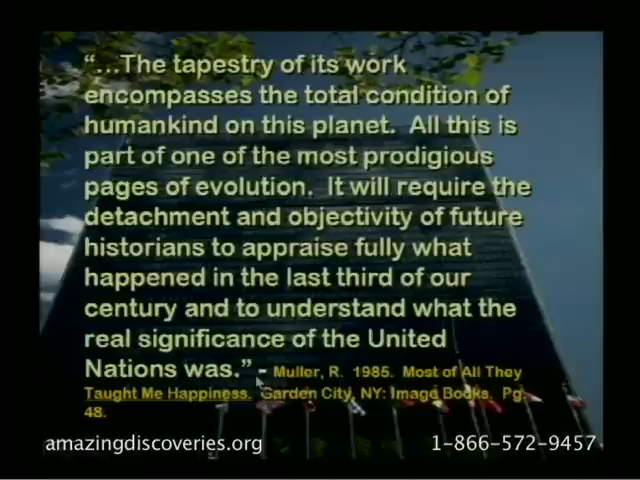 “...The tapestry of its work
encompasses the total condition of
humankind on this planet.  All this is
part of one of the most prodigious
pages of evolution.  It will require the
detachment and objectivity of future
historians to appraise fully what
happened in the last third of our
century and to understand what the
real significance of the United
Nations was.” - Muller, R.  1985.  Most of All They
Taught Me Happiness.  Garden City, NY: Image Books.  Pg.
48.
amazingdiscoveries.org 1-866-572-9457